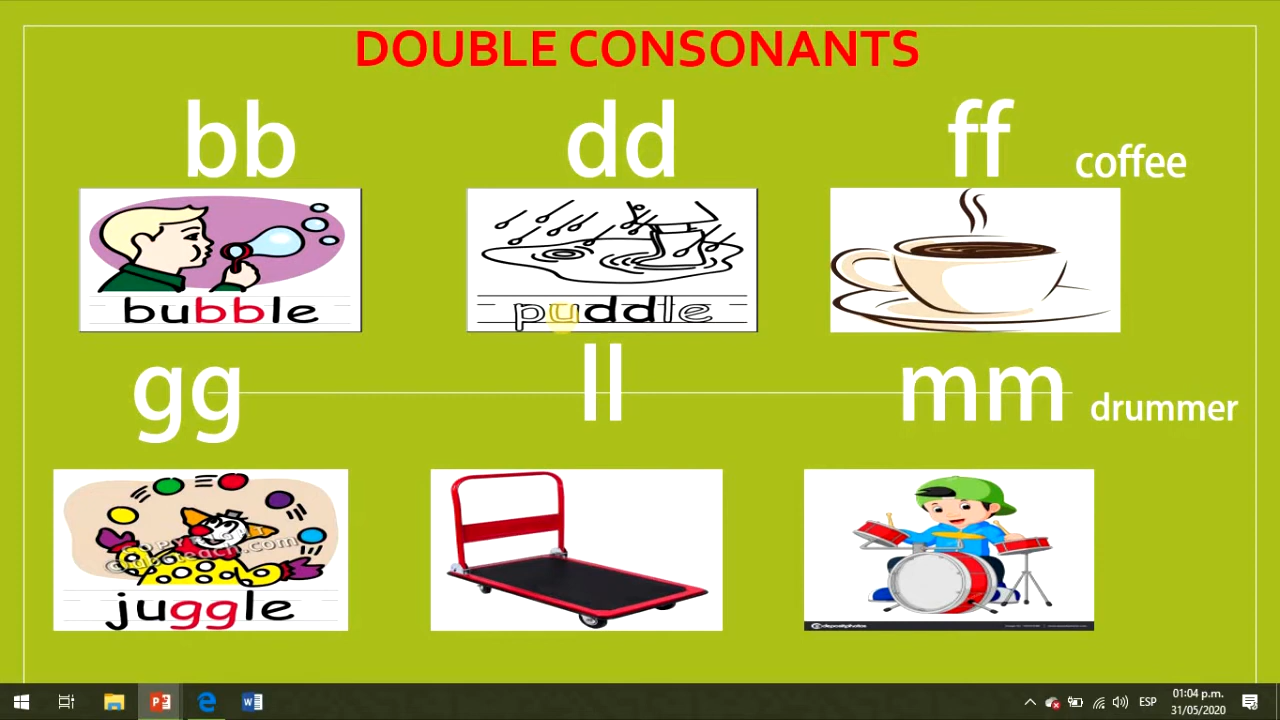 DOUBLE CONSONANTS
bb dd ff coffee
bubble puddle
gg ll mm drummer
juggle
depositphotos
ESP
01:04 p.m.
31/05/2020